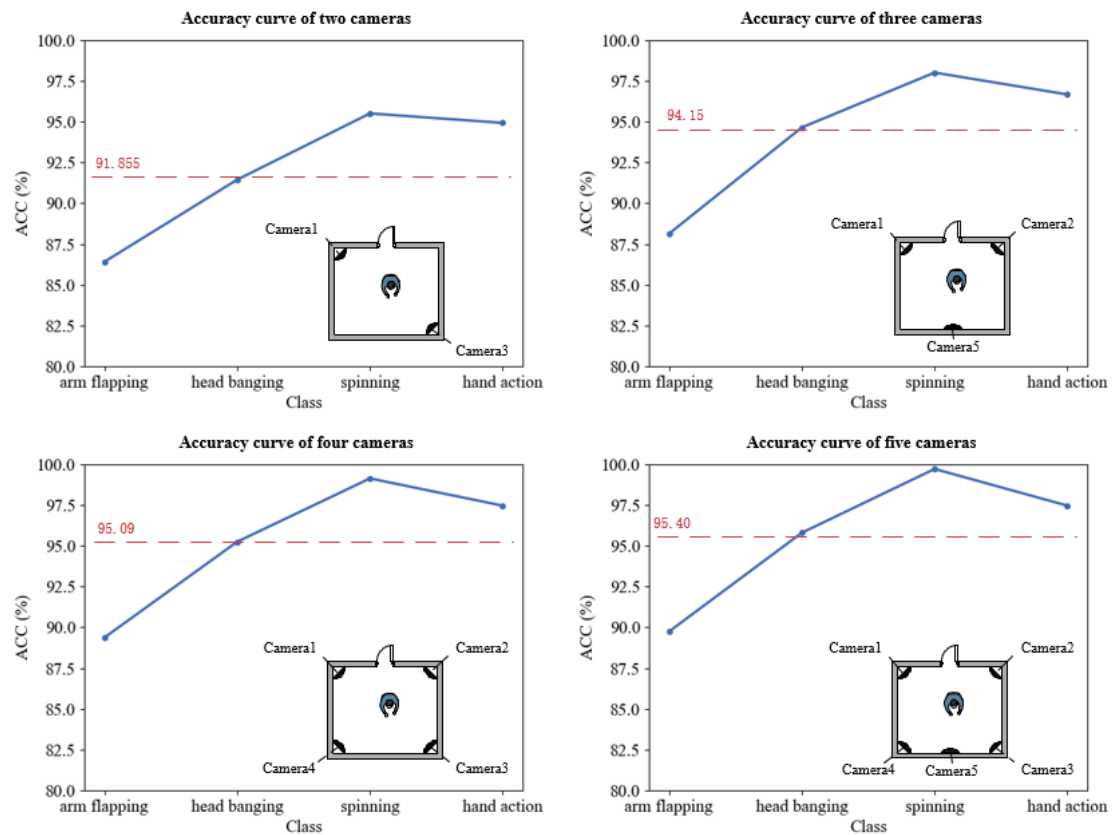 Accuracy curve of two cameras
100.0
97.5
95.0
92.5
90.0
87.5
85.0
82.5
80.0
ACC (%)
91.855
Camera1
Camera3
arm flapping head banging spinning hand action
Class
Accuracy curve of three cameras
100.0
97.5
95.0
92.5
90.0
87.5
85.0
82.5
80.0
ACC (%)
94.15
Camera1 Camera2
Camera5
arm flapping head banging spinning hand action
Class
Accuracy curve of four cameras
100.0
97.5
95.0
92.5
90.0
87.5
85.0
82.5
80.0
ACC (%)
95.09
Camera1 Camera2
Camera4 Camera3
arm flapping head banging spinning hand action
Class
Accuracy curve of five cameras
100.0
97.5
95.0
92.5
90.0
87.5
85.0
82.5
80.0
ACC (%)
95.40
Camera1 Camera2
Camera4 Camera5 Camera3
arm flapping head banging spinning hand action
Class